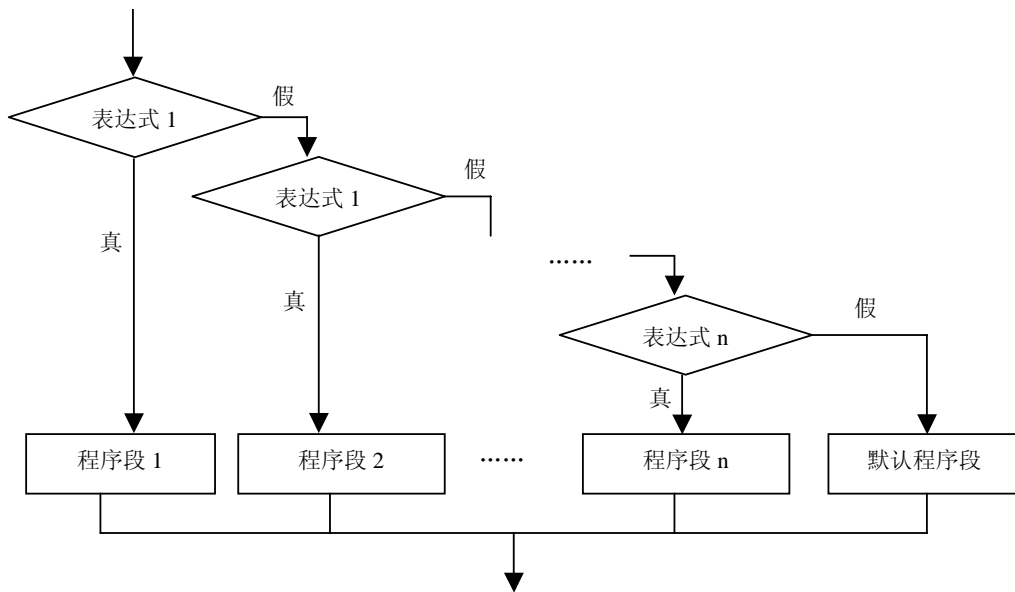 假
表达式 1
假
表达式 1
真
……
真
假
表达式 n
真
程序段 1
程序段 2
……
程序段 n
默认程序段